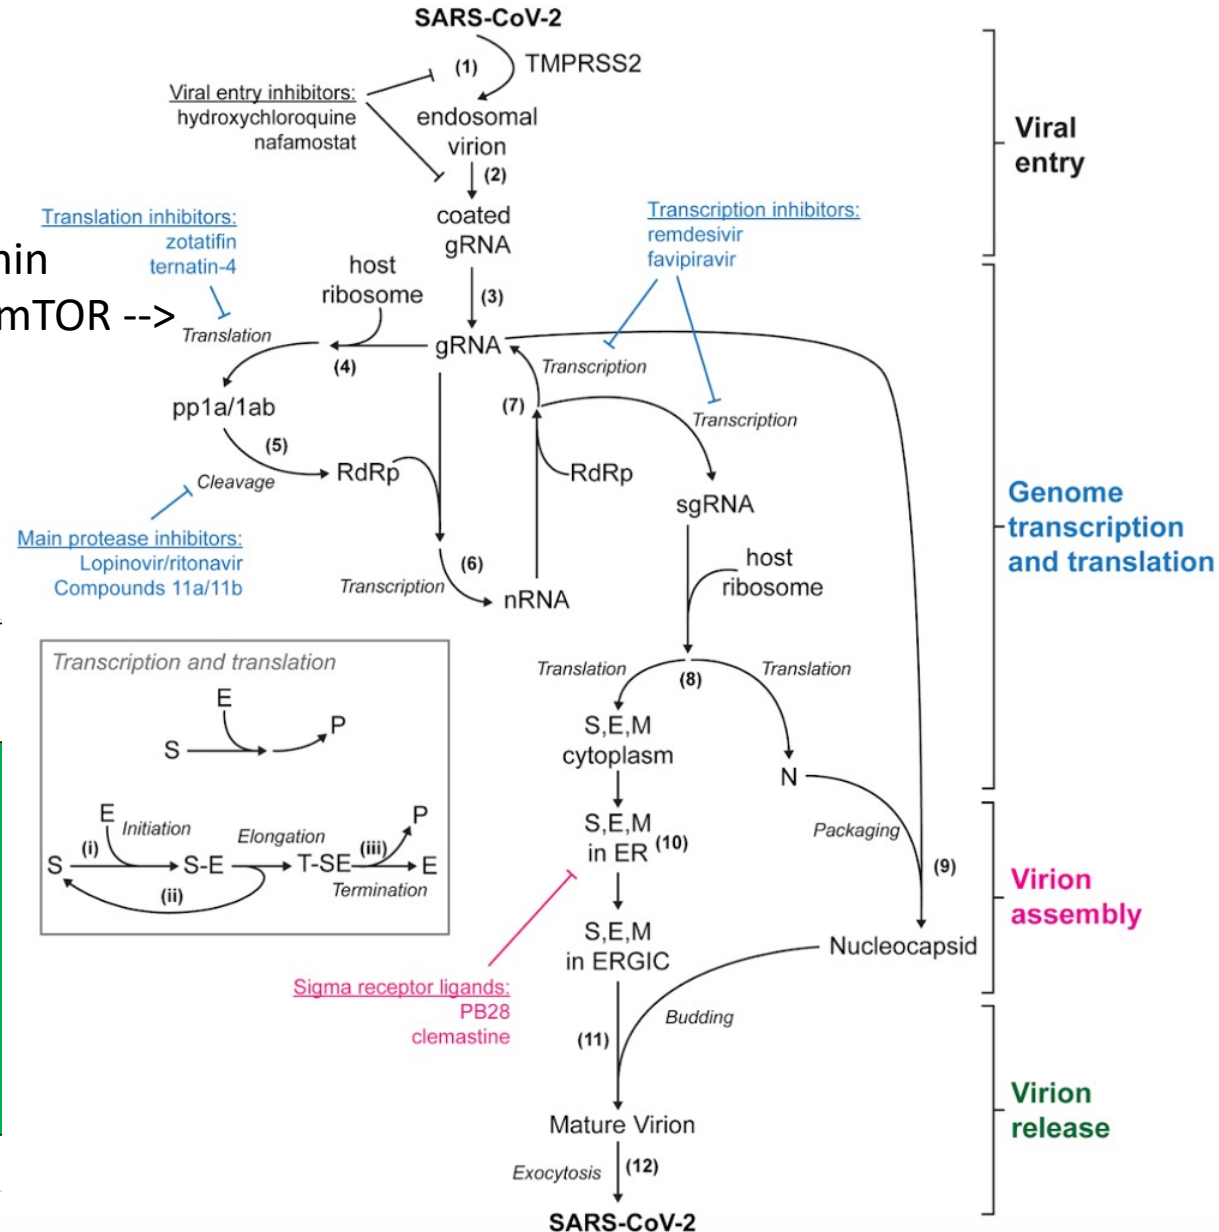 SARS-CoV-2
(1)
TMPRSS2
Viral entry inhibitors:
hydroxychloroquine
nafamostat
endosomal
virion
(2)
Viral
entry
coated
gRNA
Translation inhibitors:
zotatifin
ternatin-4
Transcription inhibitors:
remdesivir
favipiravir
mTOR -->
host
ribosome
(3)
Translation
(4)
gRNA
Transcription
pp1a/1ab
(7)
Transcription
(5)
Cleavage
RdRp
RdRp
sgRNA
Genome
transcription
and translation
Main protease inhibitors:
Lopinovir/ritonavir
Compounds 11a/11b
(6)
Transcription
nRNA
host
ribosome
Transcription and translation
E
S
P
E
Initiation
Elongation
P
S
(i)
S-E
T-SE
(iii)
E
(ii)
Termination
Translation
(8)
Translation
S,E,M
cytoplasm
N
S,E,M
in ER
(10)
Packaging
(9)
Virion
assembly
S,E,M
in ERGIC
Nucleocapsid
Sigma receptor ligands:
PB28
clemastine
Budding
(11)
Virion
release
Mature Virion
Exocytosis
(12)
SARS-CoV-2